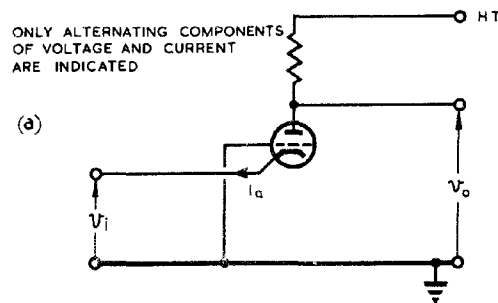 ONLY ALTERNATING COMPONENTS
OF VOLTAGE AND CURRENT
ARE INDICATED
HT
(a)
ia
vi
vo